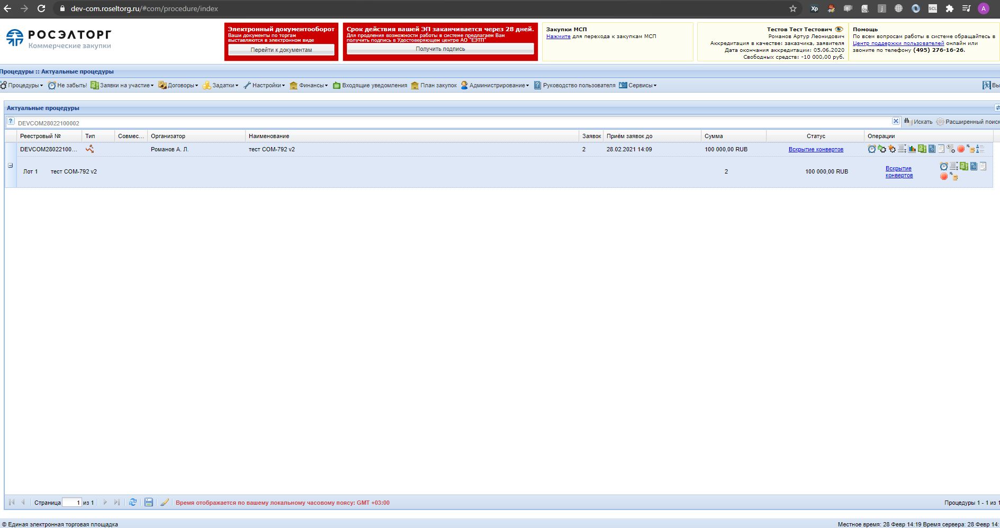 dev-com.roseltorg.ru/#com/procedure/index
Xp
j
SCL
A
РОСЭЛТОРГ
Коммерческие закупки
Электронный документооборот
Ваши документы по торгам
выставляются в электронном виде
Перейти к документам
Срок действия вашей ЭП заканчивается через 28 дней.
Для продления возможности работы в системе предлагаем Вам
получить подпись в Удостоверяющем центре АО "ЕЭТП"
Получить подпись
Закупки МСП
Нажмите для перехода к закупкам МСП
Тестов Тест Тестович
Романов Артур Леонидович
Аккредитация в качестве: заказчика, заявителя
Дата окончания аккредитации: 05.06.2020
Свободных средств: -10 000,00 руб.
Помощь
По всем вопросам работы в системе обращайтесь в
Центр поддержки пользователей онлайн или
звоните по телефону (495) 276-16-26.
Процедуры :: Актуальные процедуры
Процедуры Не забыть! Заявки на участие Договоры Задатки Настройки Финансы Входящие уведомления План закупок Администрирование Руководство пользователя Сервисы Вы
Актуальные процедуры
DEVCOM28022100002 Искать Расширенный поиск
Реестровый № Тип Совмес... Организатор Наименование Заявок Приём заявок до Сумма Статус Операции
DEVCOM28022100... Романов А. Л. тест COM-792 v2 2 28.02.2021 14:09 100 000,00 RUB Вскрытие конвертов
Лот 1 тест COM-792 v2 2 100 000,00 RUB Вскрытие
конвертов
Страница 1 из 1 Время отображается по вашему локальному часовому поясу: GMT +03:00 Процедуры 1 - 1 из 1
© Единая электронная торговая площадка Местное время: 28 Февр 14:19 Время сервера: 28 Февр 14: